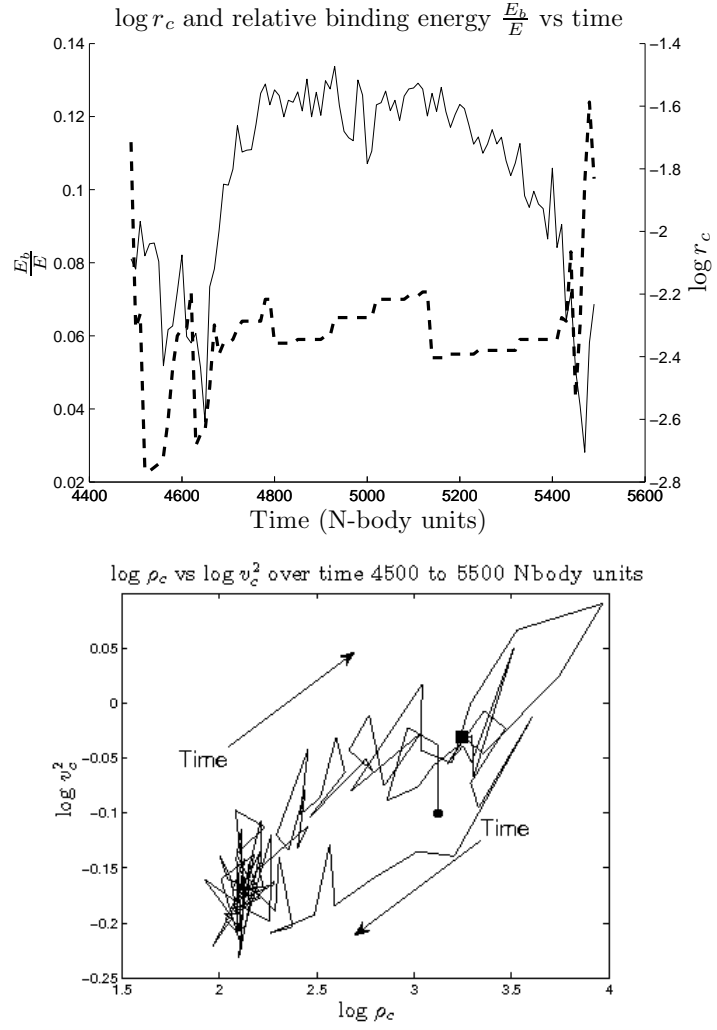 log r_c and relative binding energy E_b/E vs time
0.14
0.12
0.1
0.08
0.06
0.04
0.02
E_b/E
-1.4
-1.6
-1.8
-2
-2.2
-2.4
-2.6
-2.8
log r_c
4400 4600 4800 5000 5200 5400 5600
Time (N-body units)
log ρ_c vs log v_c^2 over time 4500 to 5500 Nbody units
0.05
0
-0.05
-0.1
-0.15
-0.2
-0.25
log v_c^2
Time
Time
1.5 2 2.5 3 3.5 4
log ρ_c